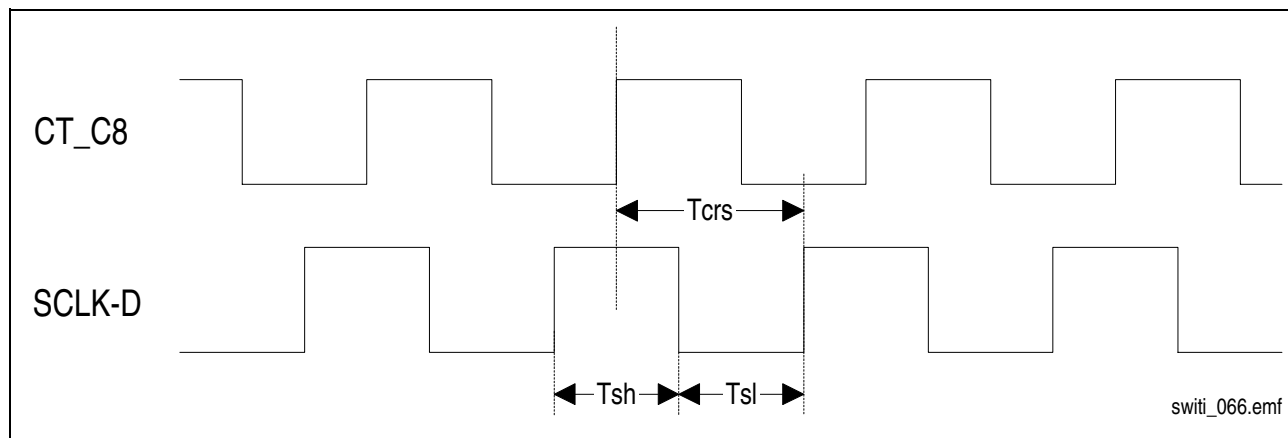 CT_C8
Tcrs
SCLK-D
Tsh
Tsl
switi_066.emf